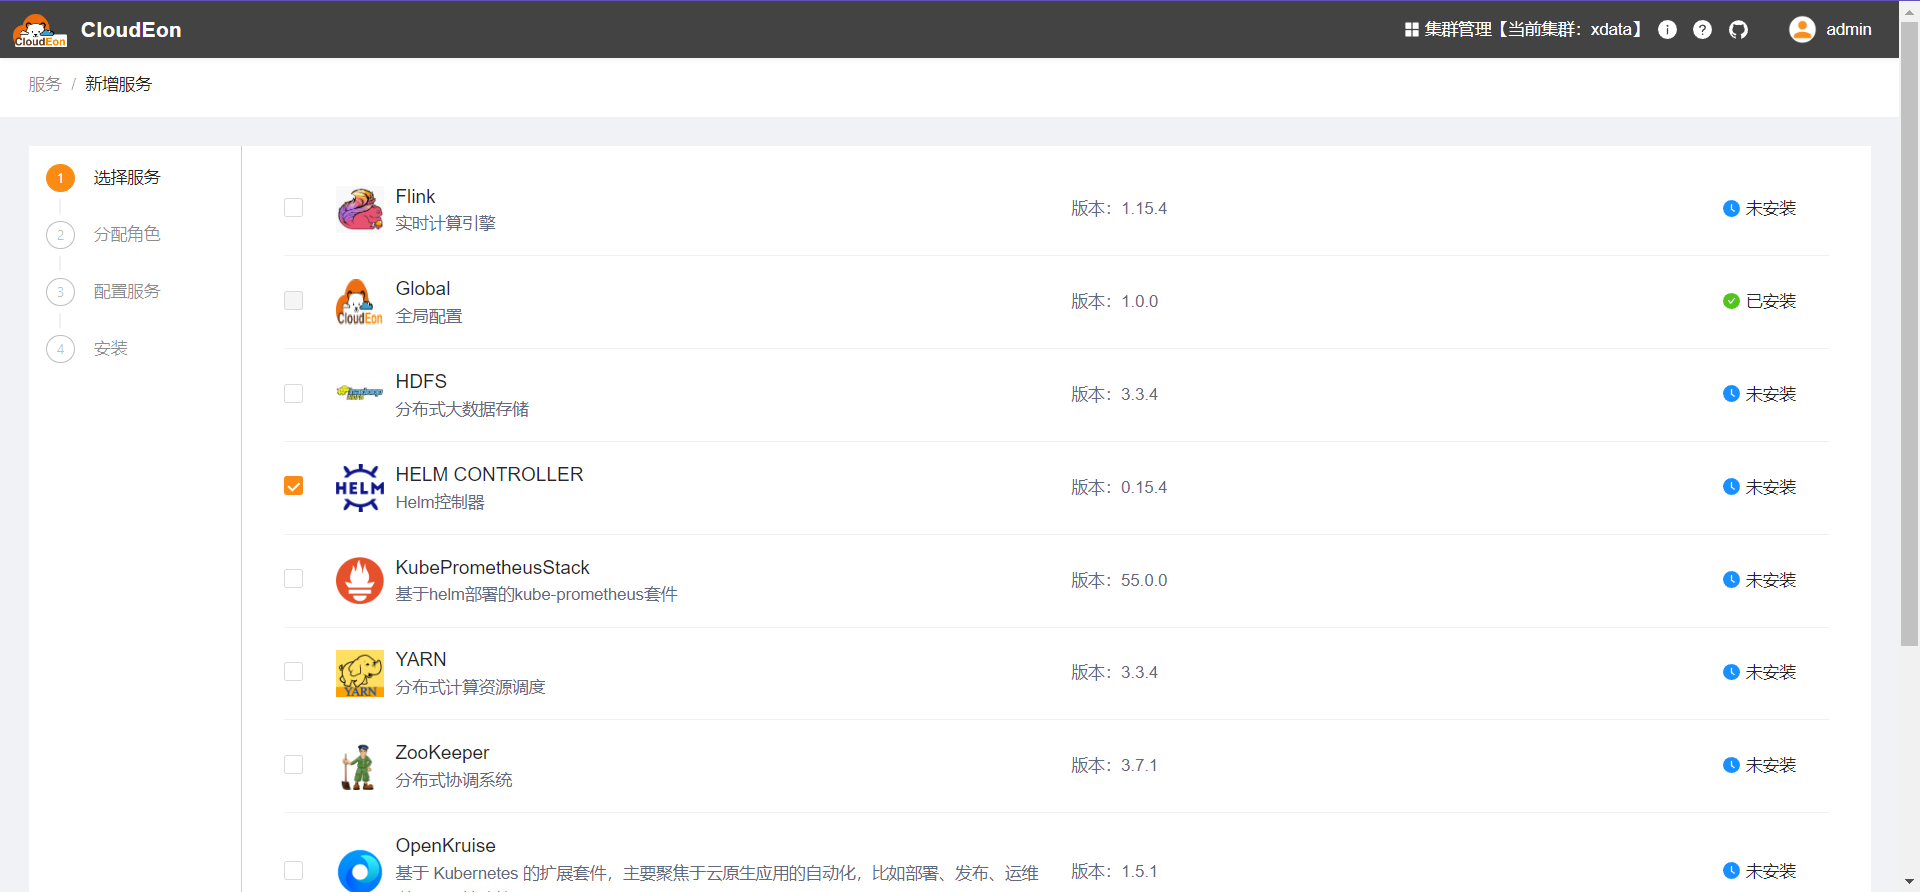 CloudEon
CloudEon
集群管理【当前集群：xdata】
admin
服务 / 新增服务
1 选择服务
2 分配角色
3 配置服务
4 安装
Flink
实时计算引擎
版本：1.15.4
未安装
CloudEon
Global
全局配置
版本：1.0.0
已安装
HDFS
分布式大数据存储
版本：3.3.4
未安装
HELM
HELM CONTROLLER
Helm控制器
版本：0.15.4
未安装
KubePrometheusStack
基于helm部署的kube-prometheus套件
版本：55.0.0
未安装
YARN
YARN
分布式计算资源调度
版本：3.3.4
未安装
ZooKeeper
分布式协调系统
版本：3.7.1
未安装
OpenKruise
基于 Kubernetes 的扩展套件，主要聚焦于云原生应用的自动化，比如部署、发布、运维
版本：1.5.1
未安装